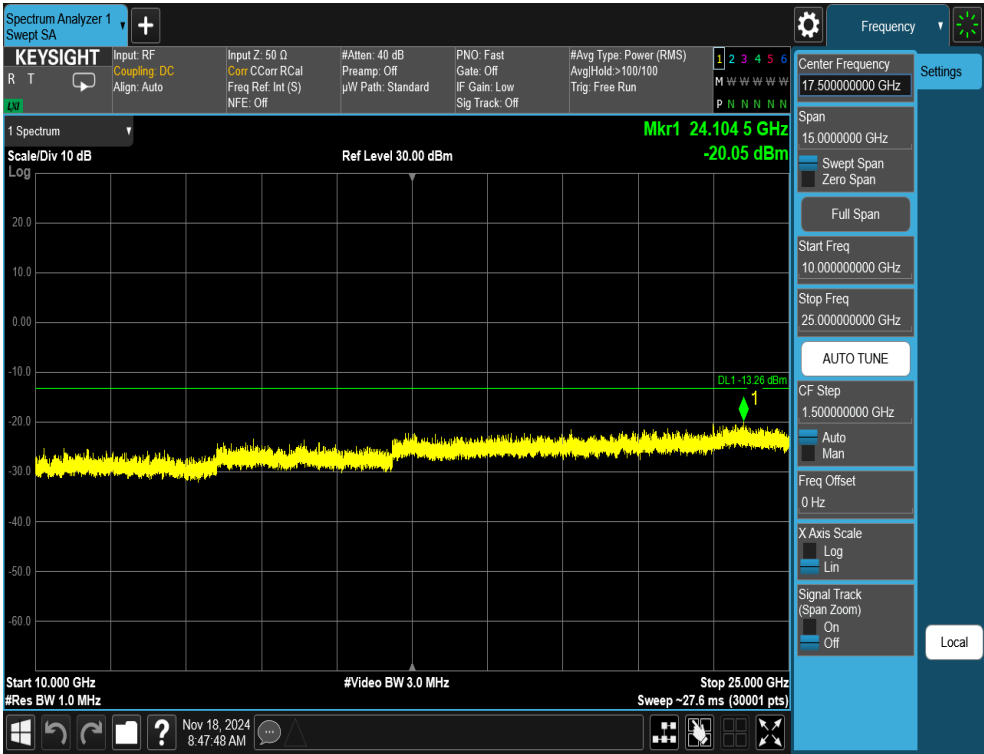 Spectrum Analyzer 1
Swept SA
+
Frequency
KEYSIGHT
R T
LXI
Input: RF
Coupling: DC
Align: Auto
Input Z: 50 Ω
Corr CCorr RCal
Freq Ref: Int (S)
NFE: Off
#Atten: 40 dB
Preamp: Off
µW Path: Standard
PNO: Fast
Gate: Off
IF Gain: Low
Sig Track: Off
#Avg Type: Power (RMS)
Avg|Hold:>100/100
Trig: Free Run
1 2 3 4 5 6
M W W W W W
P N N N N N
1 Spectrum
Mkr1 24.104 5 GHz
-20.05 dBm
Scale/Div 10 dB
Ref Level 30.00 dBm
Log
20.0
10.0
0.00
-10.0
DL1 -13.26 dBm
1
-20.0
-30.0
-40.0
-50.0
-60.0
Start 10.000 GHz
#Video BW 3.0 MHz
Stop 25.000 GHz
#Res BW 1.0 MHz
Sweep ~27.6 ms (30001 pts)
?
Nov 18, 2024
8:47:48 AM
Center Frequency
17.500000000 GHz
Settings
Span
15.0000000 GHz
Swept Span
Zero Span
Full Span
Start Freq
10.000000000 GHz
Stop Freq
25.000000000 GHz
AUTO TUNE
CF Step
1.500000000 GHz
Auto
Man
Freq Offset
0 Hz
X Axis Scale
Log
Lin
Signal Track
(Span Zoom)
On
Off
Local